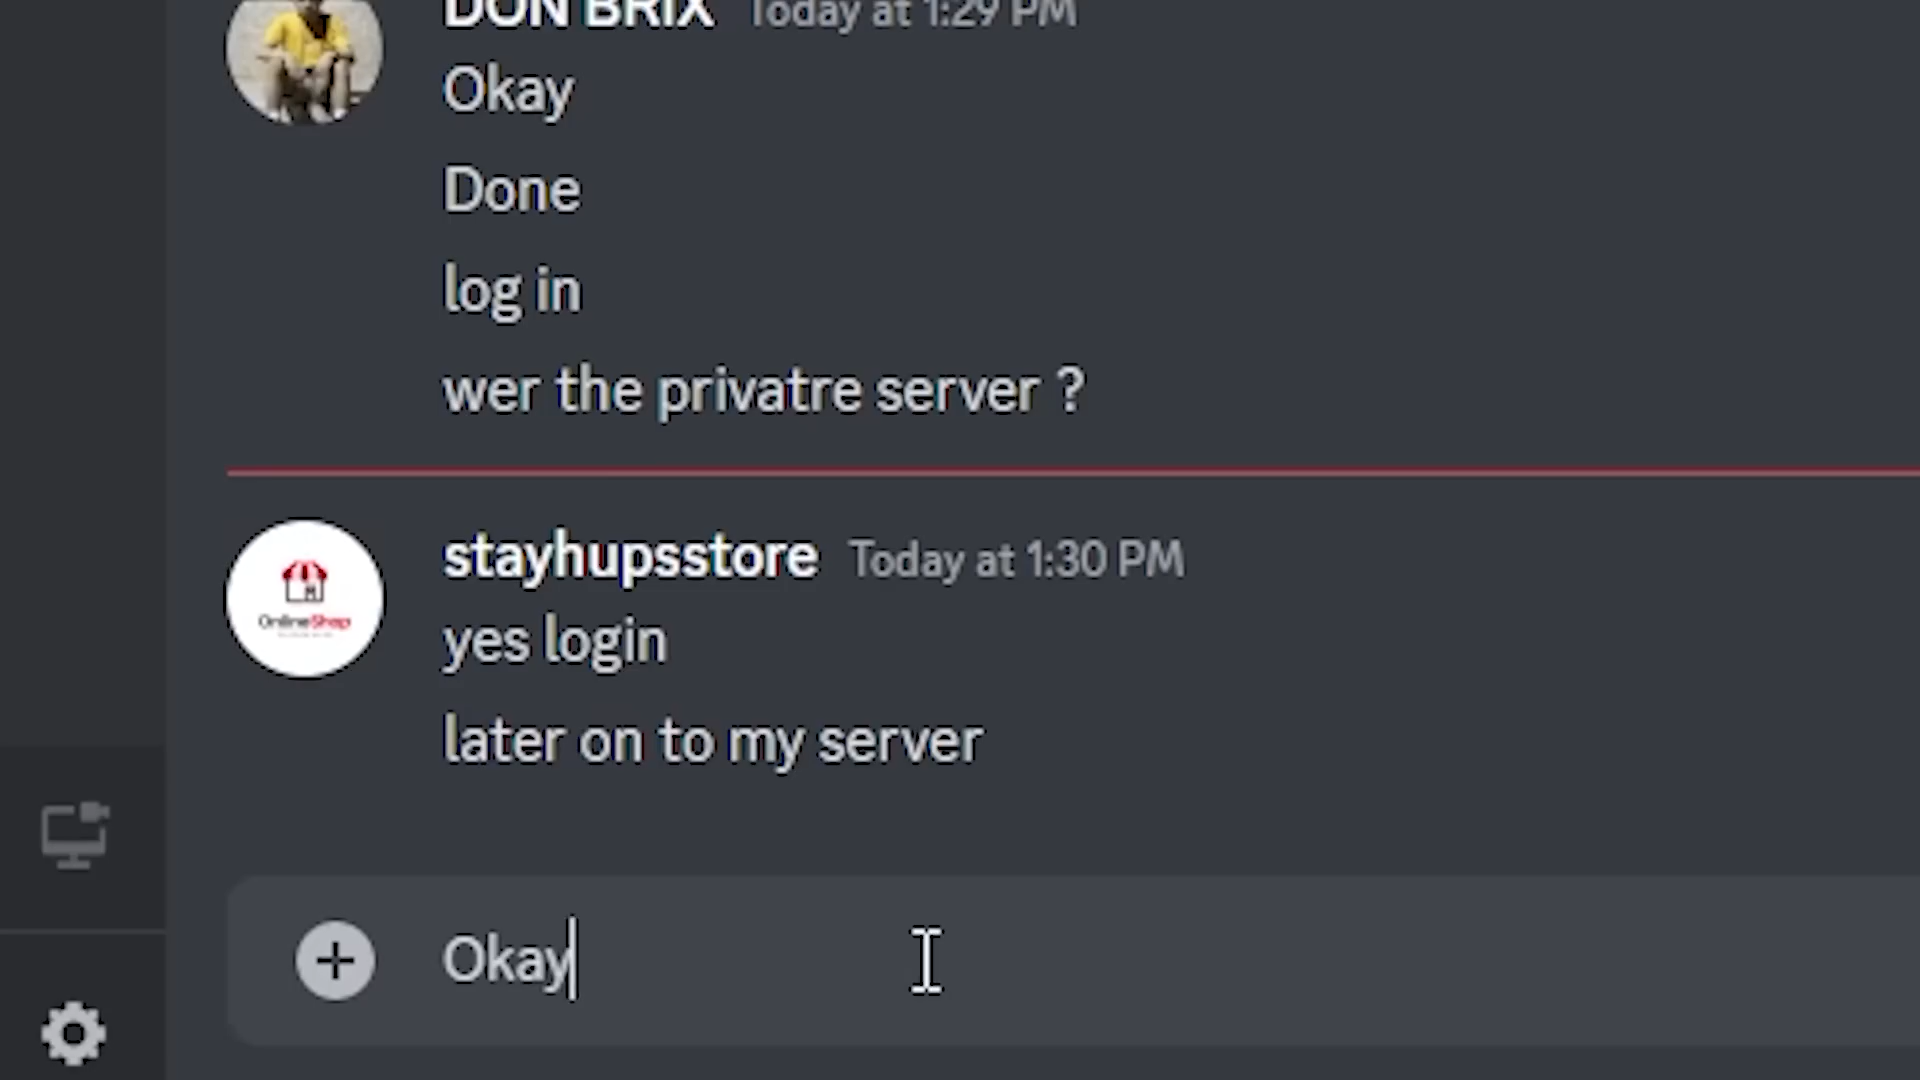 DON BRIX Today at 1:29 PM
Okay
Done
log in
wer the privatre server ?
stayhupsstore Today at 1:30 PM
OnlineShop
yes login
later on to my server
Okay